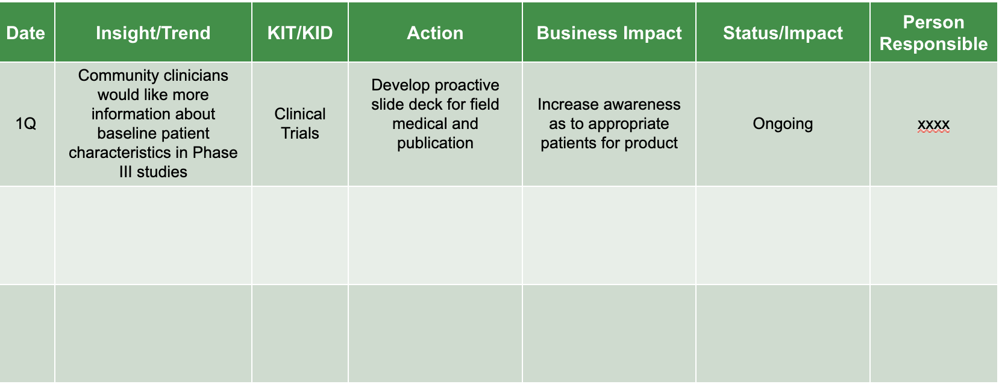 Date
Insight/Trend
KIT/KID
Action
Business Impact
Status/Impact
Person
Responsible
1Q
Community clinicians
would like more
information about
baseline patient
characteristics in Phase
III studies
Clinical
Trials
Develop proactive
slide deck for field
medical and
publication
Increase awareness
as to appropriate
patients for product
Ongoing
xxxx